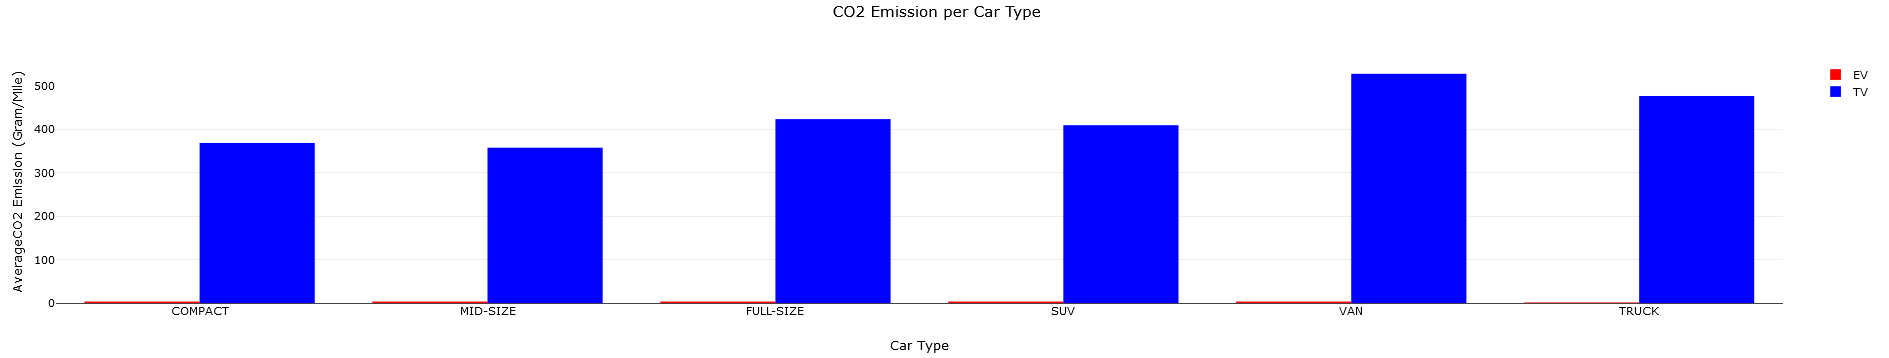 CO2 Emission per Car Type
AverageCO2 Emission (Gram/Mile)
500
400
300
200
100
0
COMPACT MID-SIZE FULL-SIZE SUV VAN TRUCK
Car Type
EV
TV